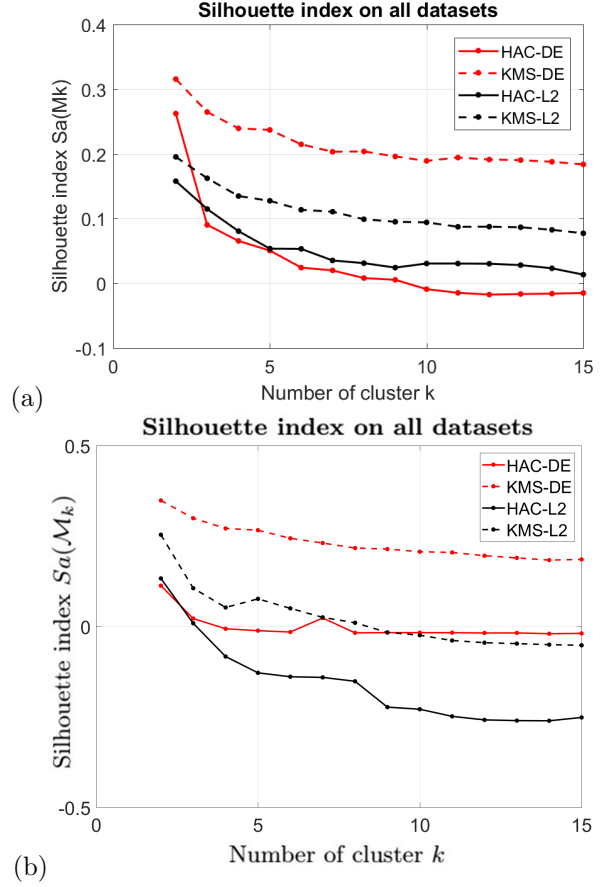 Silhouette index on all datasets
0.4
0.3
0.2
0.1
0
-0.1
Silhouette index Sa(Mk)
HAC-DE
KMS-DE
HAC-L2
KMS-L2
0 5 10 15
Number of cluster k
(a)
Silhouette index on all datasets
0.5
0
-0.5
Silhouette index Sa(ℳk)
HAC-DE
KMS-DE
HAC-L2
KMS-L2
0 5 10 15
Number of cluster k
(b)